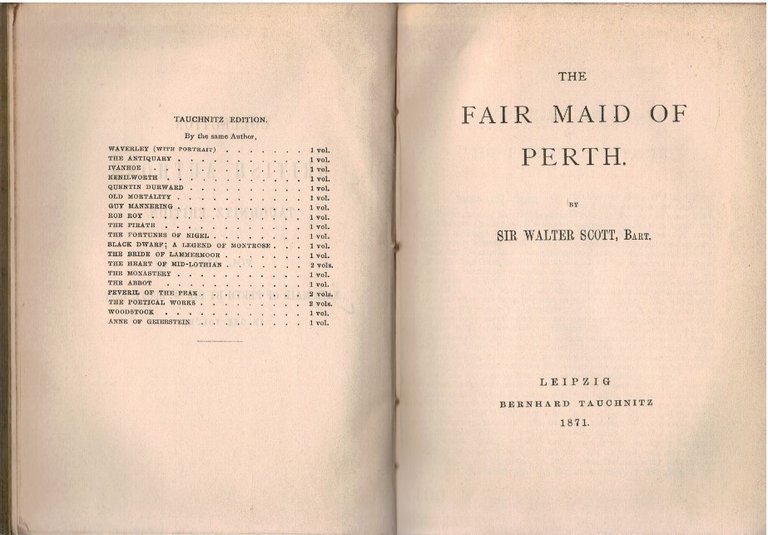 TAUCHNITZ EDITION.
By the same Author,
WAVERLEY (WITH PORTRAIT) . . . . . . . 1 vol.
THE ANTIQUARY . . . . . . . . . . . 1 vol.
IVANHOE . . . . . . . . . . . . . 1 vol.
KENILWORTH . . . . . . . . . . . . 1 vol.
QUENTIN DURWARD . . . . . . . . . . 1 vol.
OLD MORTALITY . . . . . . . . . . . 1 vol.
GUY MANNERING . . . . . . . . . . . 1 vol.
ROB ROY . . . . . . . . . . . . . 1 vol.
THE PIRATE . . . . . . . . . . . . 1 vol.
THE FORTUNES OF NIGEL . . . . . . . . 1 vol.
BLACK DWARF; A LEGEND OF MONTROSE . . . 1 vol.
THE BRIDE OF LAMMERMOOR . . . . . . . 1 vol.
THE HEART OF MID-LOTHIAN . . . . . . . 2 vols.
THE MONASTERY . . . . . . . . . . . 1 vol.
THE ABBOT . . . . . . . . . . . . 1 vol.
PEVERIL OF THE PEAK . . . . . . . . . 2 vols.
THE POETICAL WORKS . . . . . . . . . 2 vols.
WOODSTOCK . . . . . . . . . . . . 1 vol.
ANNE OF GEIERSTEIN . . . . . . . . . 1 vol.
THE
FAIR MAID OF
PERTH.
BY
SIR WALTER SCOTT, BART.
LEIPZIG
BERNHARD TAUCHNITZ
1871.